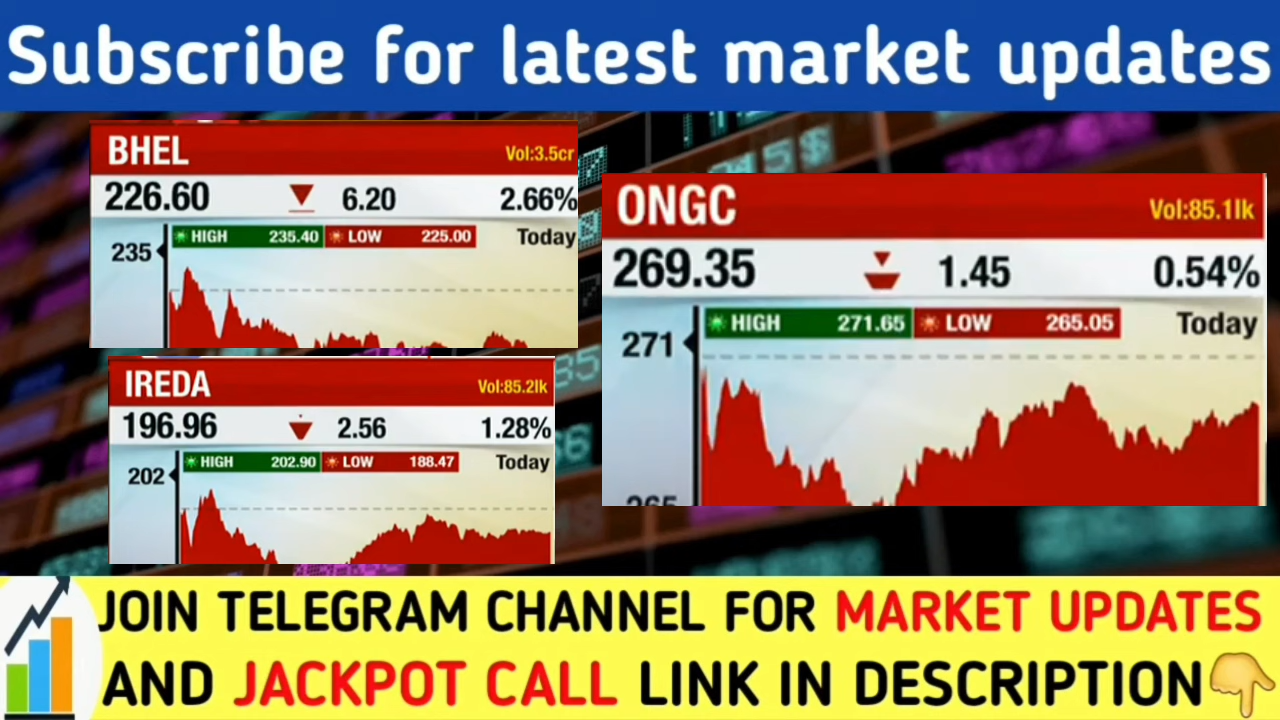 Subscribe for latest market updates
BHEL Vol:3.5cr
226.60 6.20 2.66%
HIGH 235.40 LOW 225.00 Today
235
IREDA Vol:85.2lk
196.96 2.56 1.28%
HIGH 202.90 LOW 188.47 Today
202
ONGC Vol:85.1lk
269.35 1.45 0.54%
HIGH 271.65 LOW 265.05 Today
271
265
JOIN TELEGRAM CHANNEL FOR MARKET UPDATES
AND JACKPOT CALL LINK IN DESCRIPTION👇